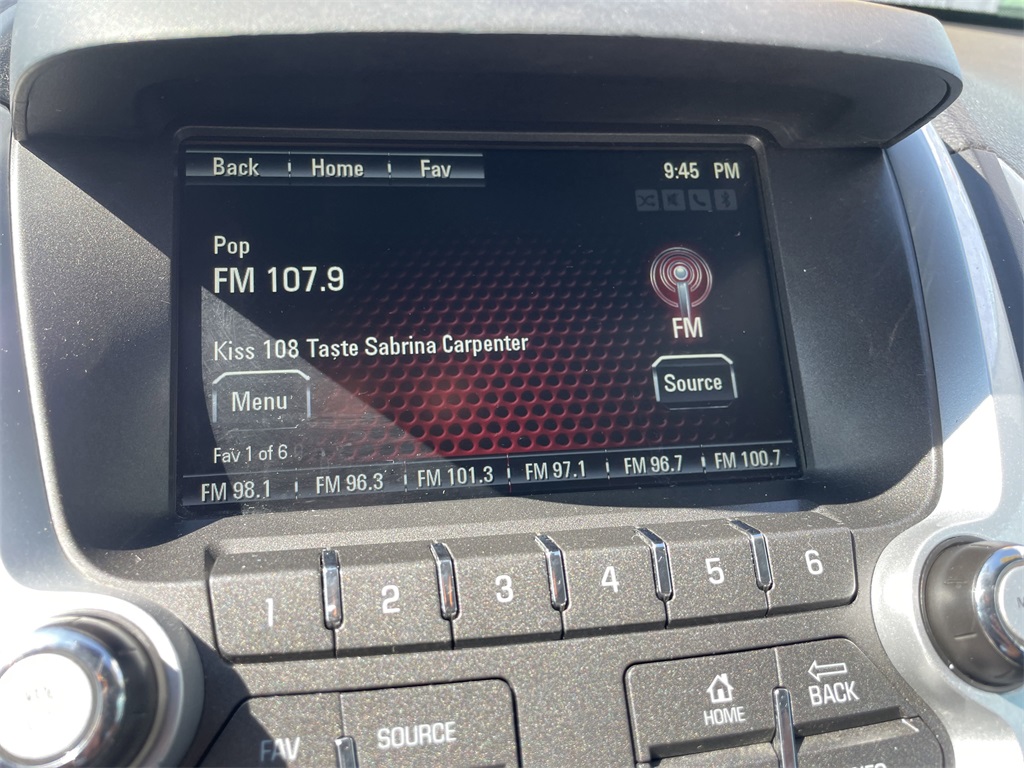 Back Home Fav 9:45 PM
Pop
FM 107.9
FM
Kiss 108 Taste Sabrina Carpenter
Menu Source
Fav 1 of 6
FM 98.1 FM 96.3 FM 101.3 FM 97.1 FM 96.7 FM 100.7
1 2 3 4 5 6
HOME BACK
FAV SOURCE